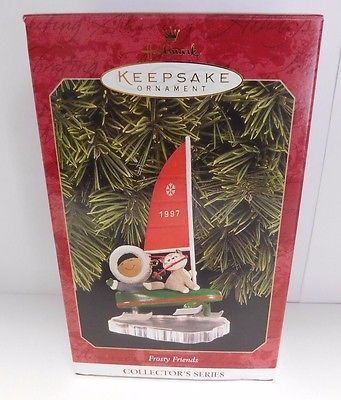 Hallmark
KEEPSAKE
ORNAMENT
1997
Frosty Friends
COLLECTOR'S SERIES